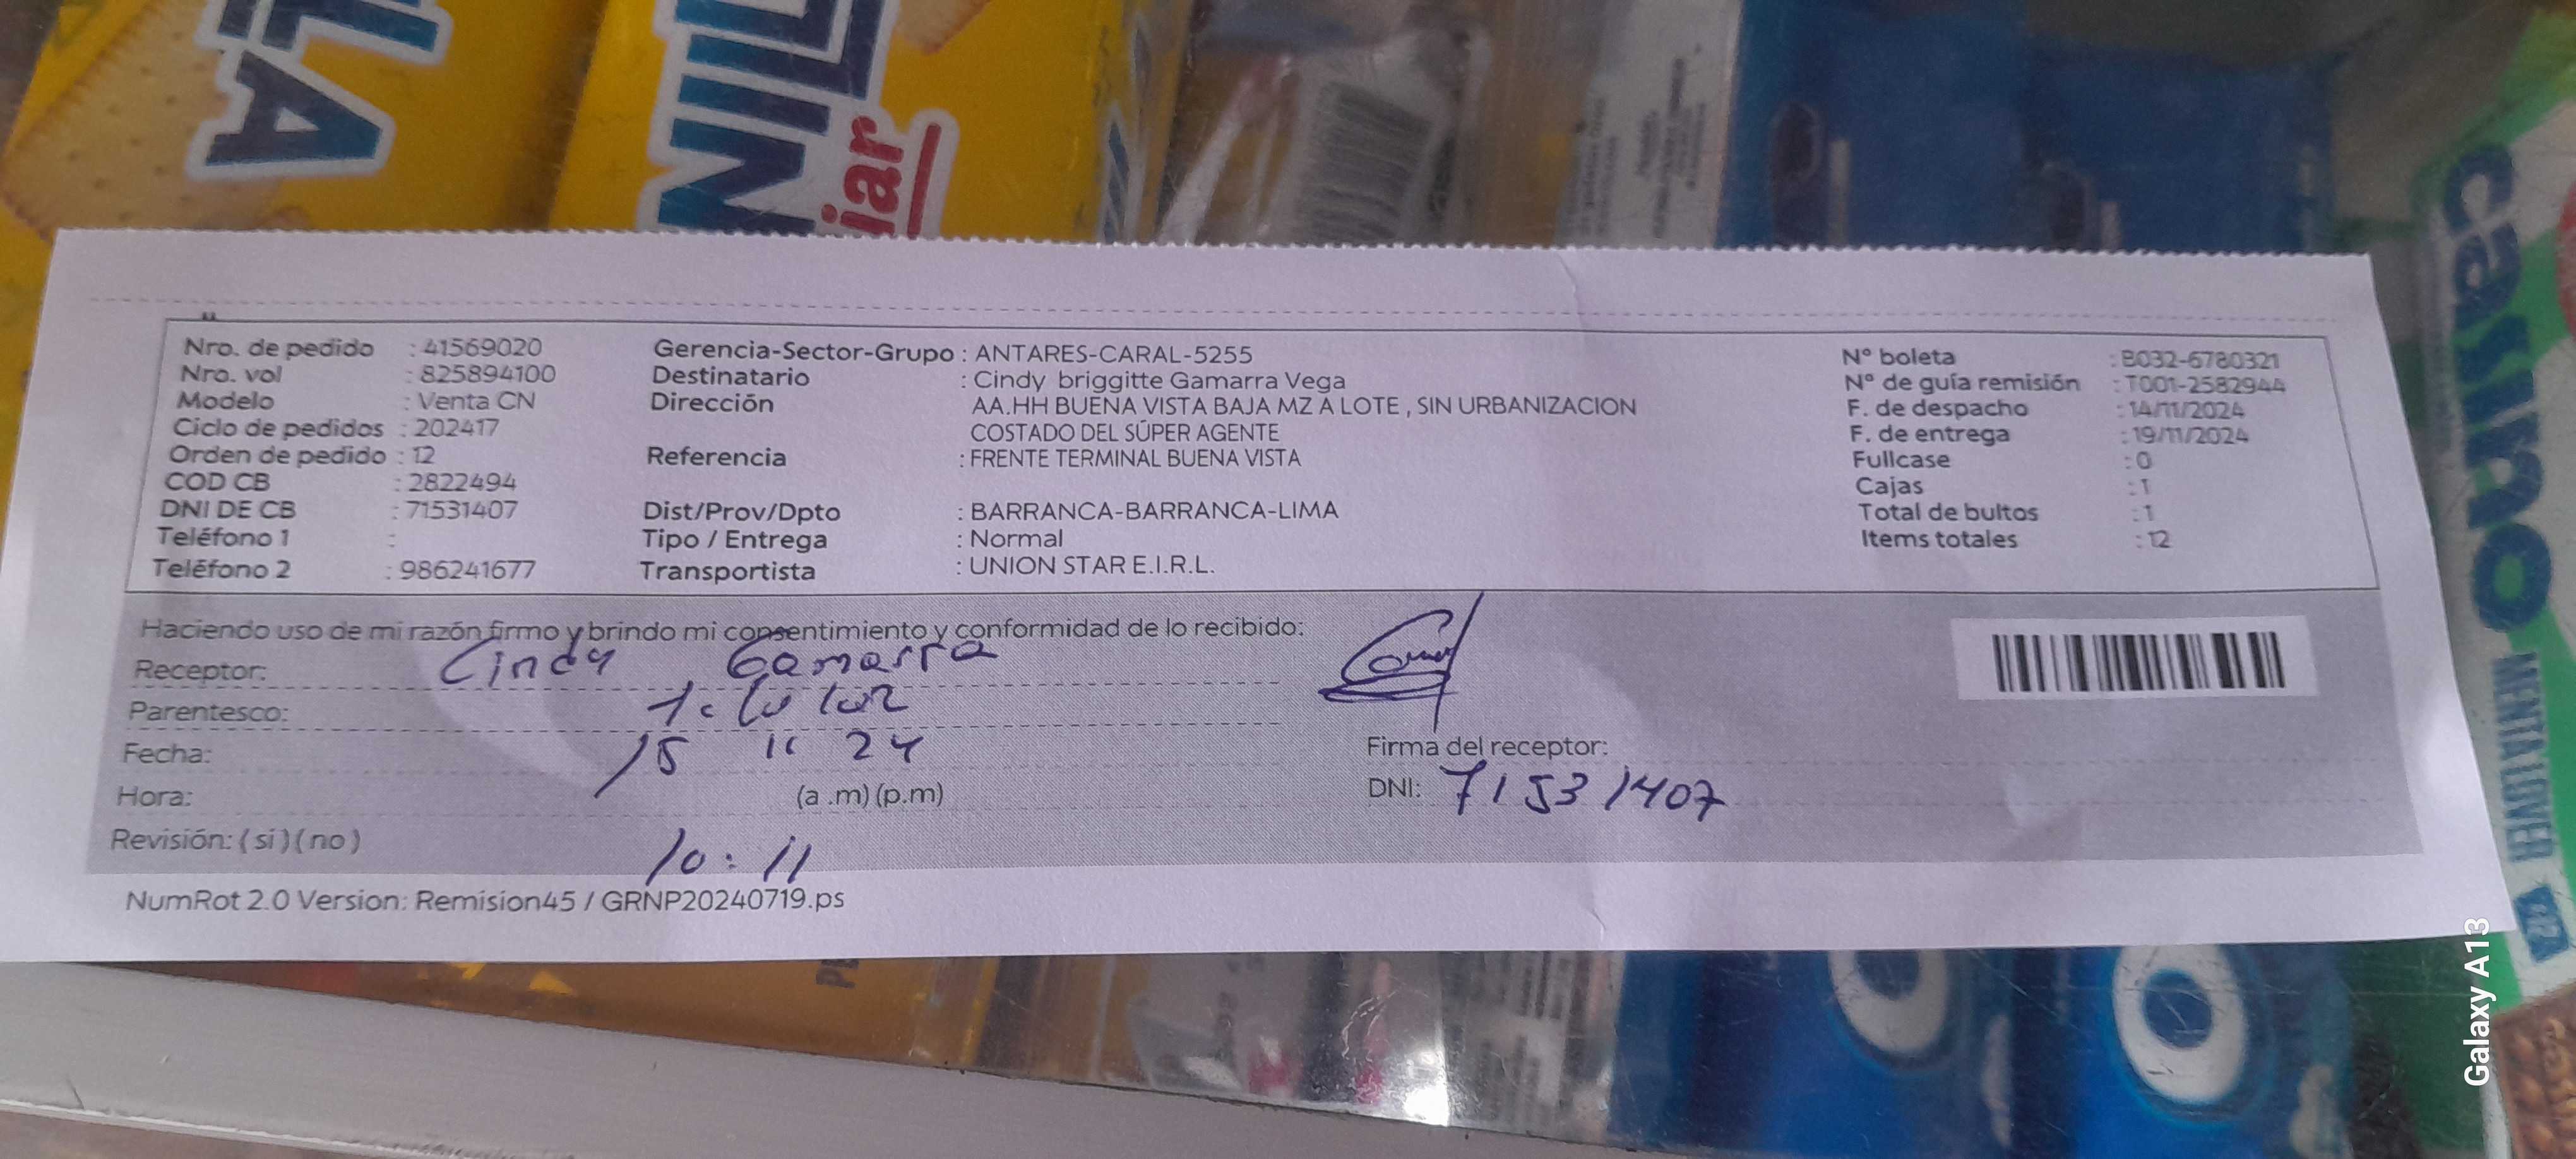 LA
iar
casino
MENTA LOVER
Nro. de pedido : 41569020
Nro. vol : 825894100
Modelo : Venta CN
Ciclo de pedidos : 202417
Orden de pedido : 12
COD CB : 2822494
DNI DE CB : 71531407
Teléfono 1 :
Teléfono 2 : 986241677
Gerencia-Sector-Grupo : ANTARES-CARAL-5255
Destinatario : Cindy briggitte Gamarra Vega
Dirección AA.HH BUENA VISTA BAJA MZ A LOTE , SIN URBANIZACION
COSTADO DEL SÚPER AGENTE
Referencia : FRENTE TERMINAL BUENA VISTA
Dist/Prov/Dpto : BARRANCA-BARRANCA-LIMA
Tipo / Entrega : Normal
Transportista : UNION STAR E.I.R.L.
N° boleta : B032-6780321
N° de guía remisión : T001-2582944
F. de despacho : 14/11/2024
F. de entrega : 19/11/2024
Fullcase : 0
Cajas : 1
Total de bultos : 1
Items totales : 12
Haciendo uso de mi razón firmo y brindo mi consentimiento y conformidad de lo recibido:
Receptor: Cindy Gamarra
Parentesco:
Fecha: 15 11 24
Hora: (a .m) (p.m)
Revisión: ( si ) ( no ) 10:11
Firma del receptor:
DNI: 71531407
NumRot 2.0 Version: Remision45 / GRNP20240719.ps
Galaxy A13